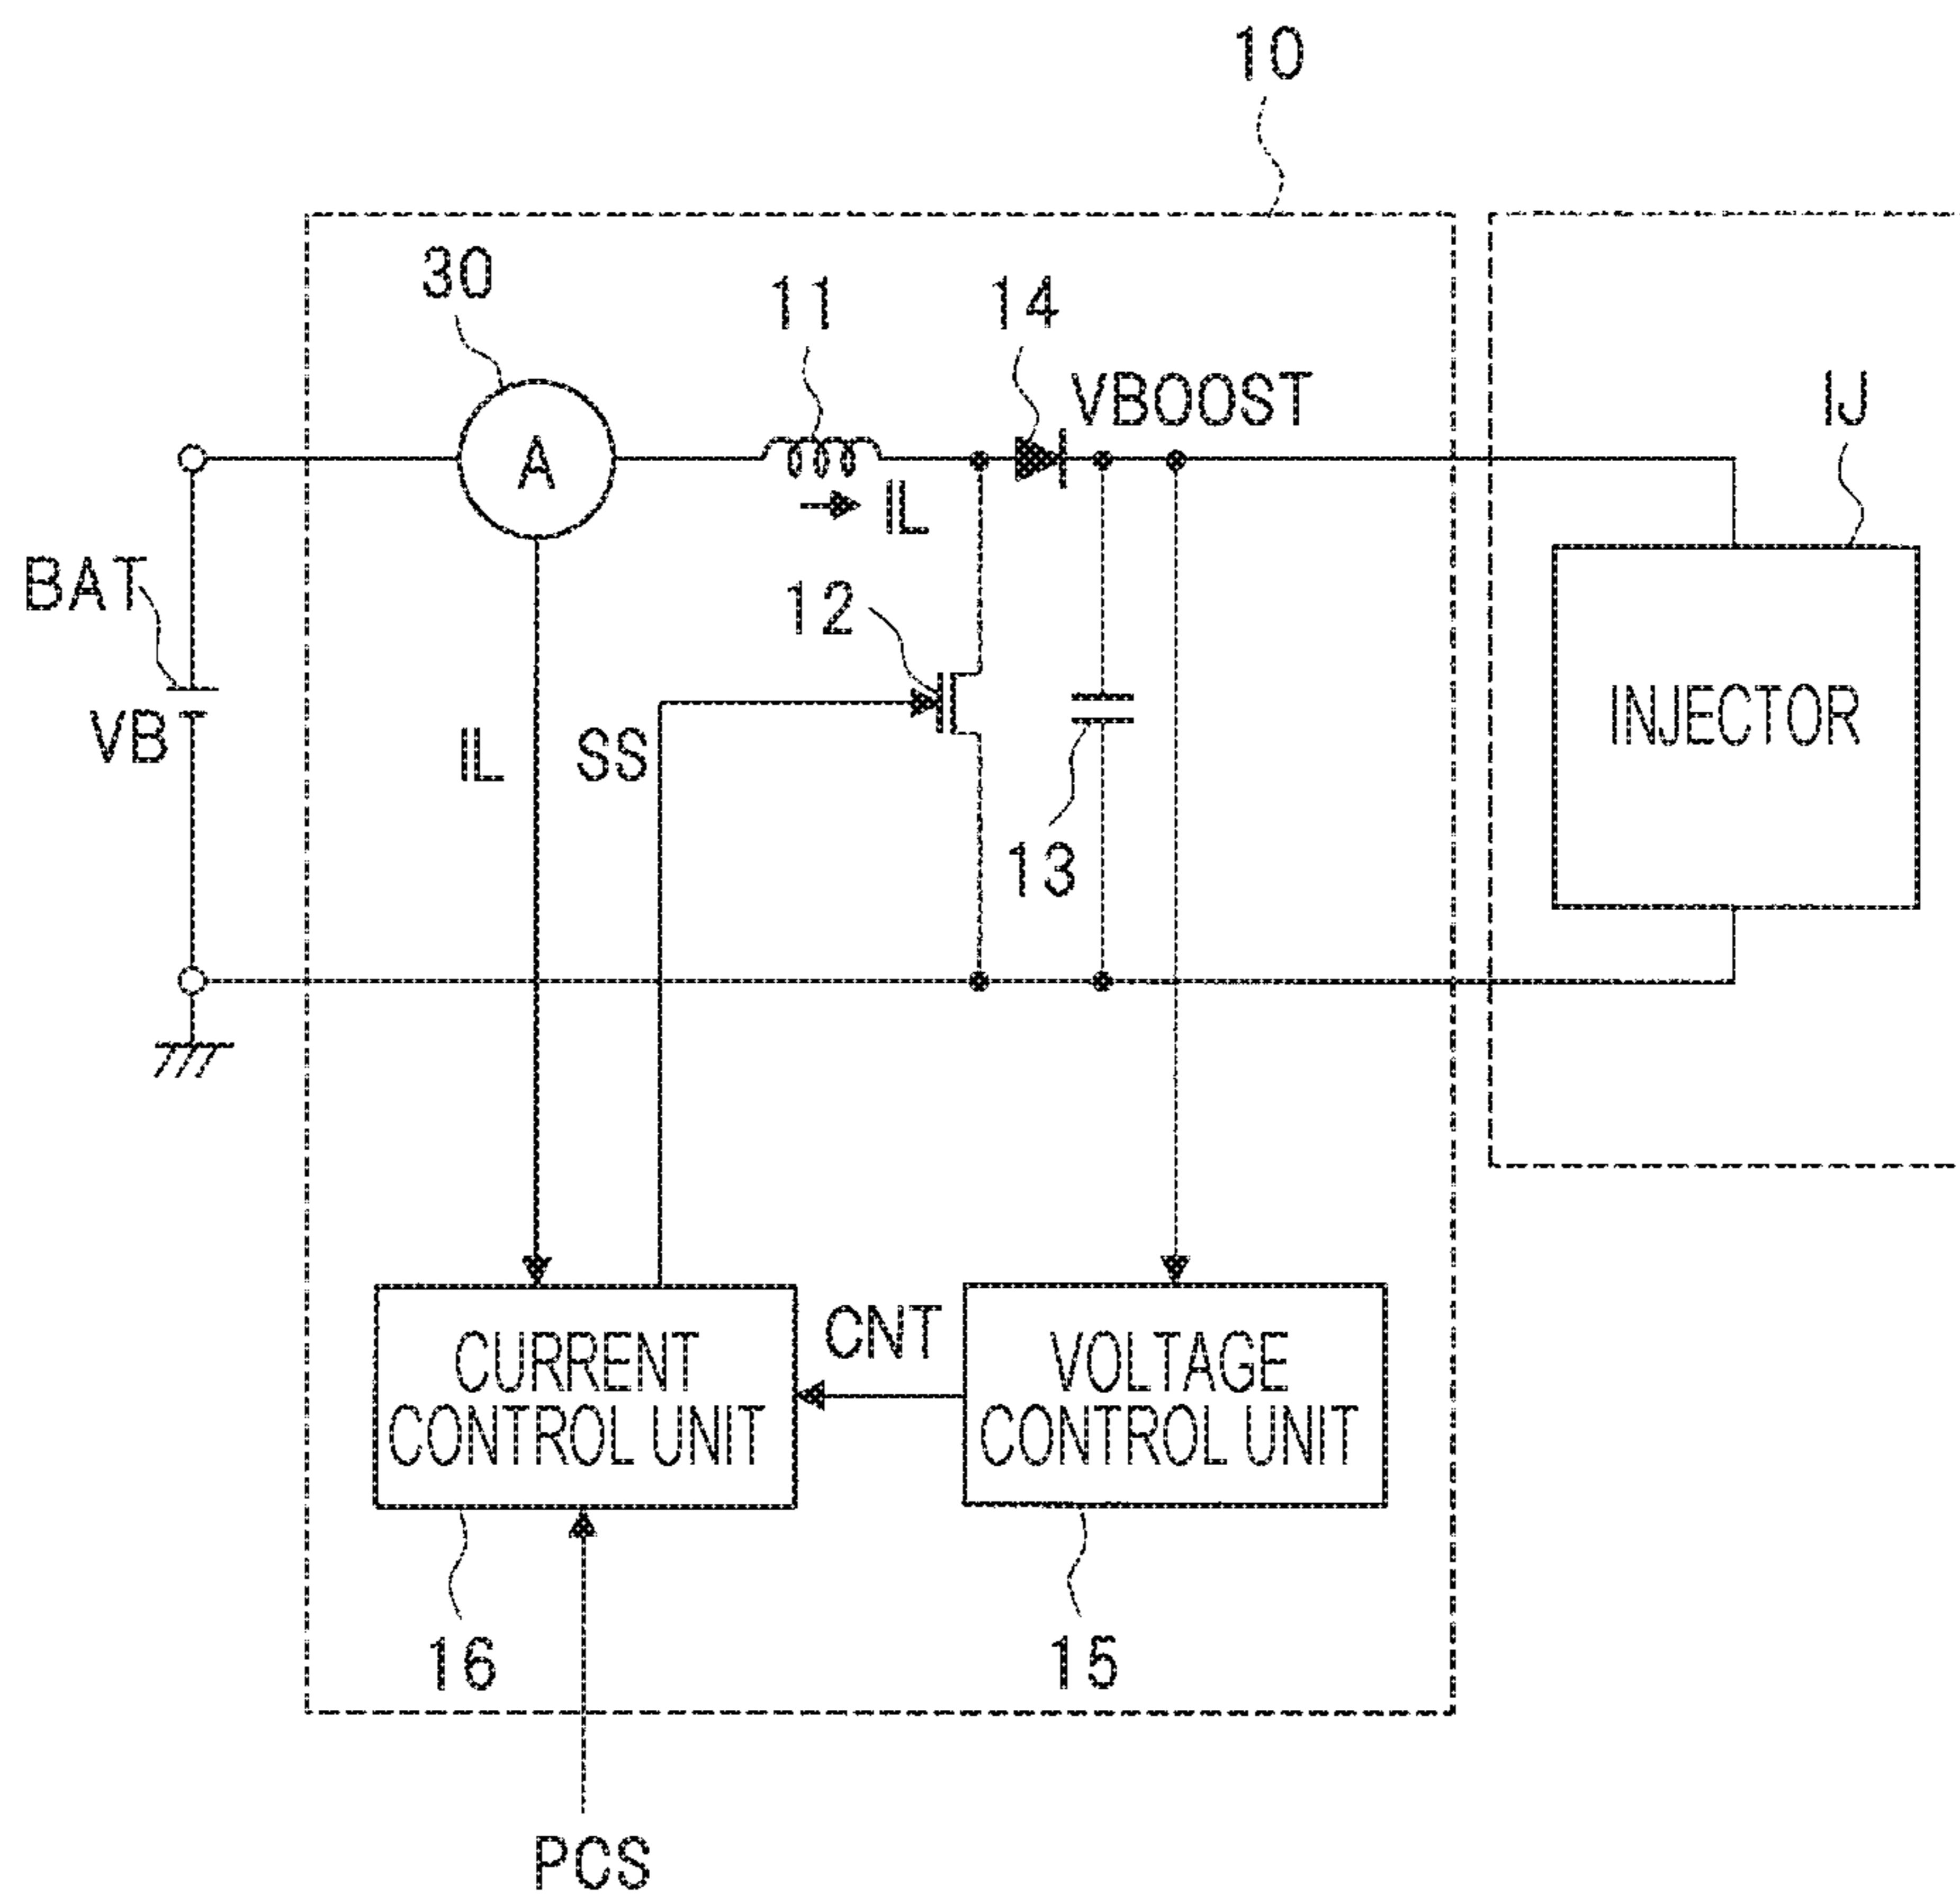 10
30
11
14
VBOOST
IJ
A
IL
BAT
12
VB
IL
SS
INJECTOR
13
CNT
CURRENT
CONTROL UNIT
VOLTAGE
CONTROL UNIT
16
15
PCS